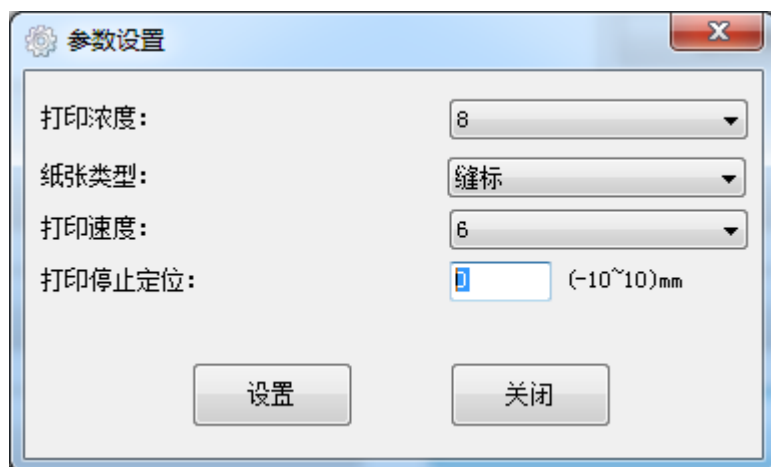 参数设置
打印浓度： 8
纸张类型： 缝标
打印速度： 6
打印停止定位： 0 (-10~10)mm
设置 关闭